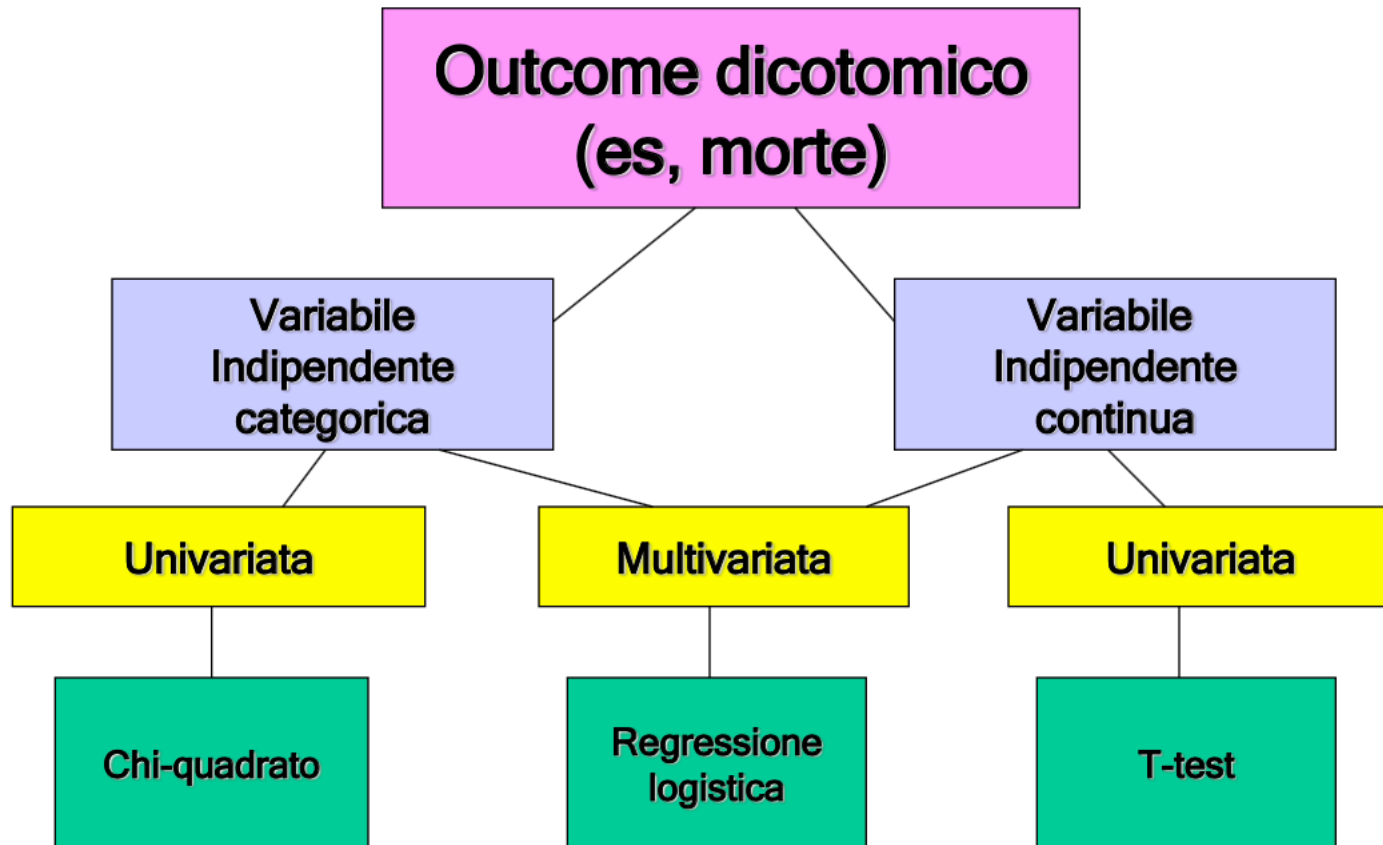 Outcome dicotomico
(es, morte)
Variabile
Indipendente
categorica
Variabile
Indipendente
continua
Univariata
Multivariata
Univariata
Chi-quadrato
Regressione
logistica
T-test